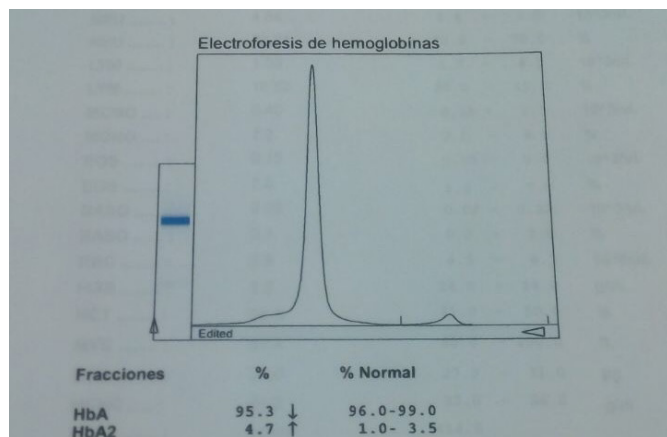 Electroforesis de hemoglobinas
Edited
Fracciones % % Normal
HbA 95.3 ↓ 96.0-99.0
HbA2 4.7 ↑ 1.0- 3.5